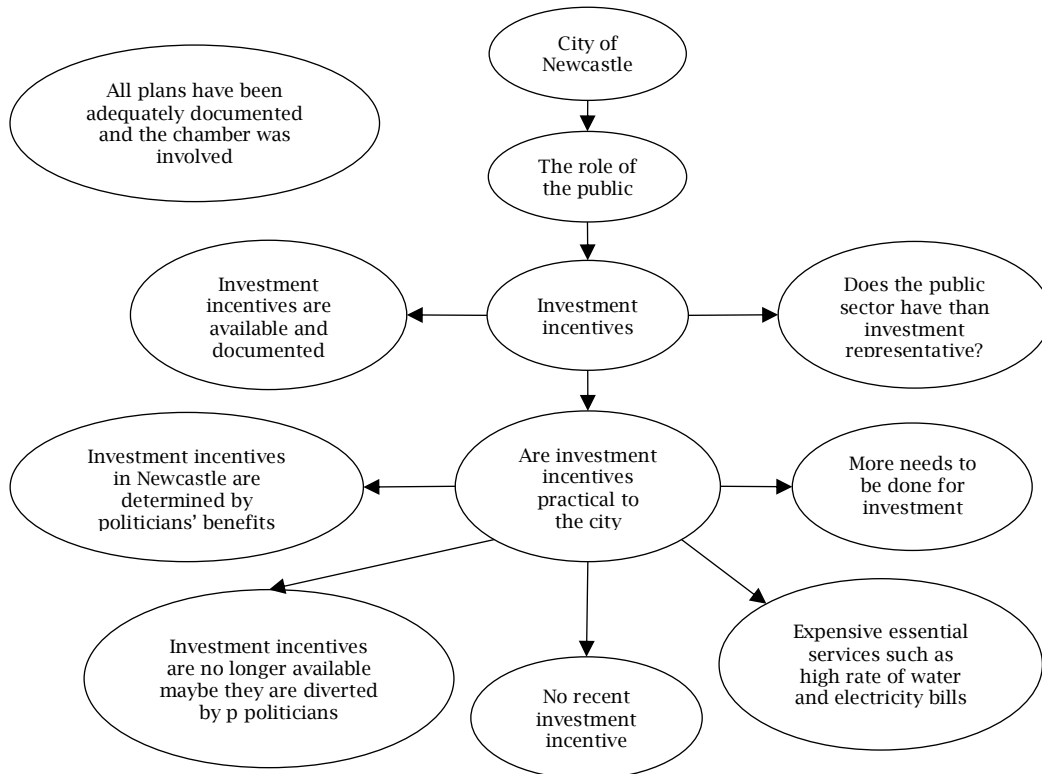 City of
Newcastle
All plans have been
adequately documented
and the chamber was
involved
The role of
the public
Investment
incentives are
available and
documented
Investment
incentives
Does the public
sector have than
investment
representative?
Investment incentives
in Newcastle are
determined by
politicians’ benefits
Are investment
incentives
practical to
the city
More needs to
be done for
investment
Investment incentives
are no longer available
maybe they are diverted
by p politicians
No recent
investment
incentive
Expensive essential
services such as
high rate of water
and electricity bills